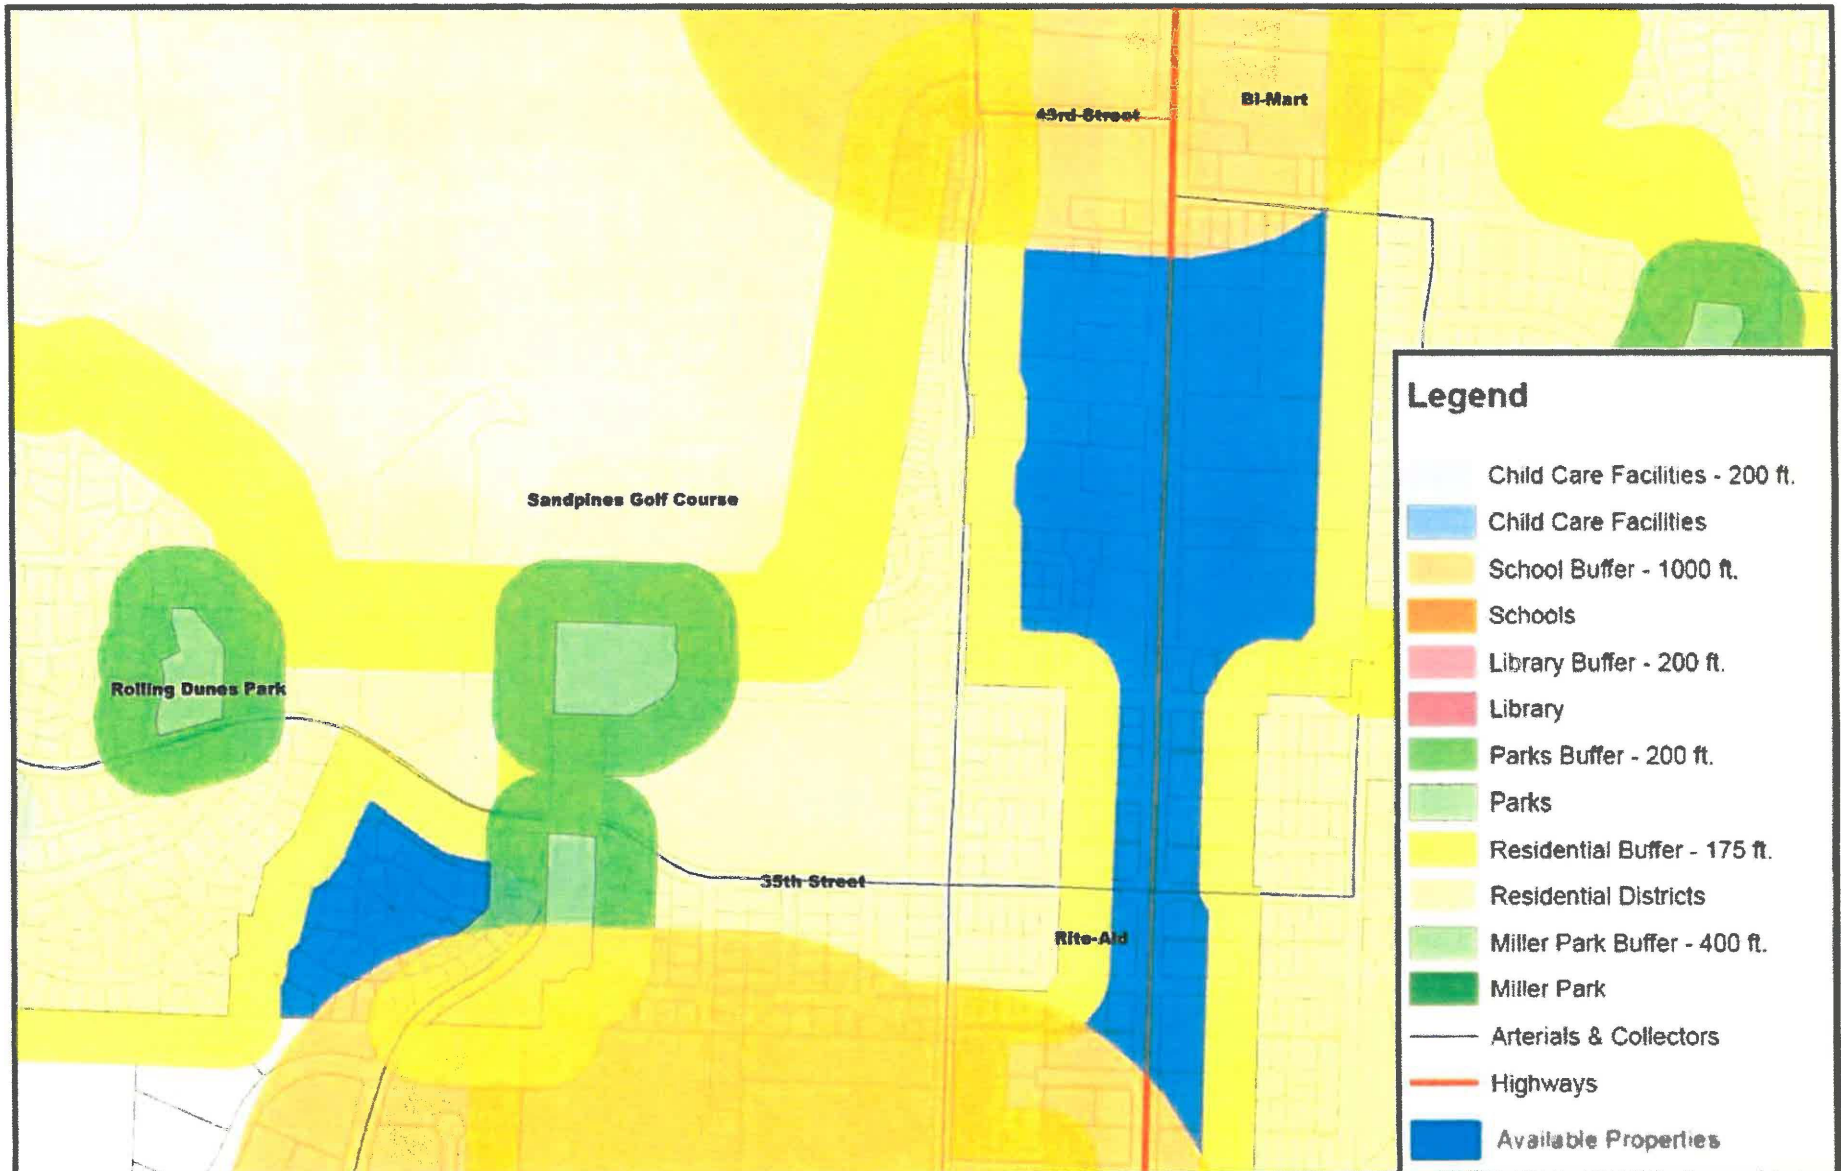 43rd Street
Bi-Mart
Sandpines Golf Course
Rolling Dunes Park
35th Street
Rite-Aid
Legend
Child Care Facilities - 200 ft.
Child Care Facilities
School Buffer - 1000 ft.
Schools
Library Buffer - 200 ft.
Library
Parks Buffer - 200 ft.
Parks
Residential Buffer - 175 ft.
Residential Districts
Miller Park Buffer - 400 ft.
Miller Park
Arterials & Collectors
Highways
Available Properties